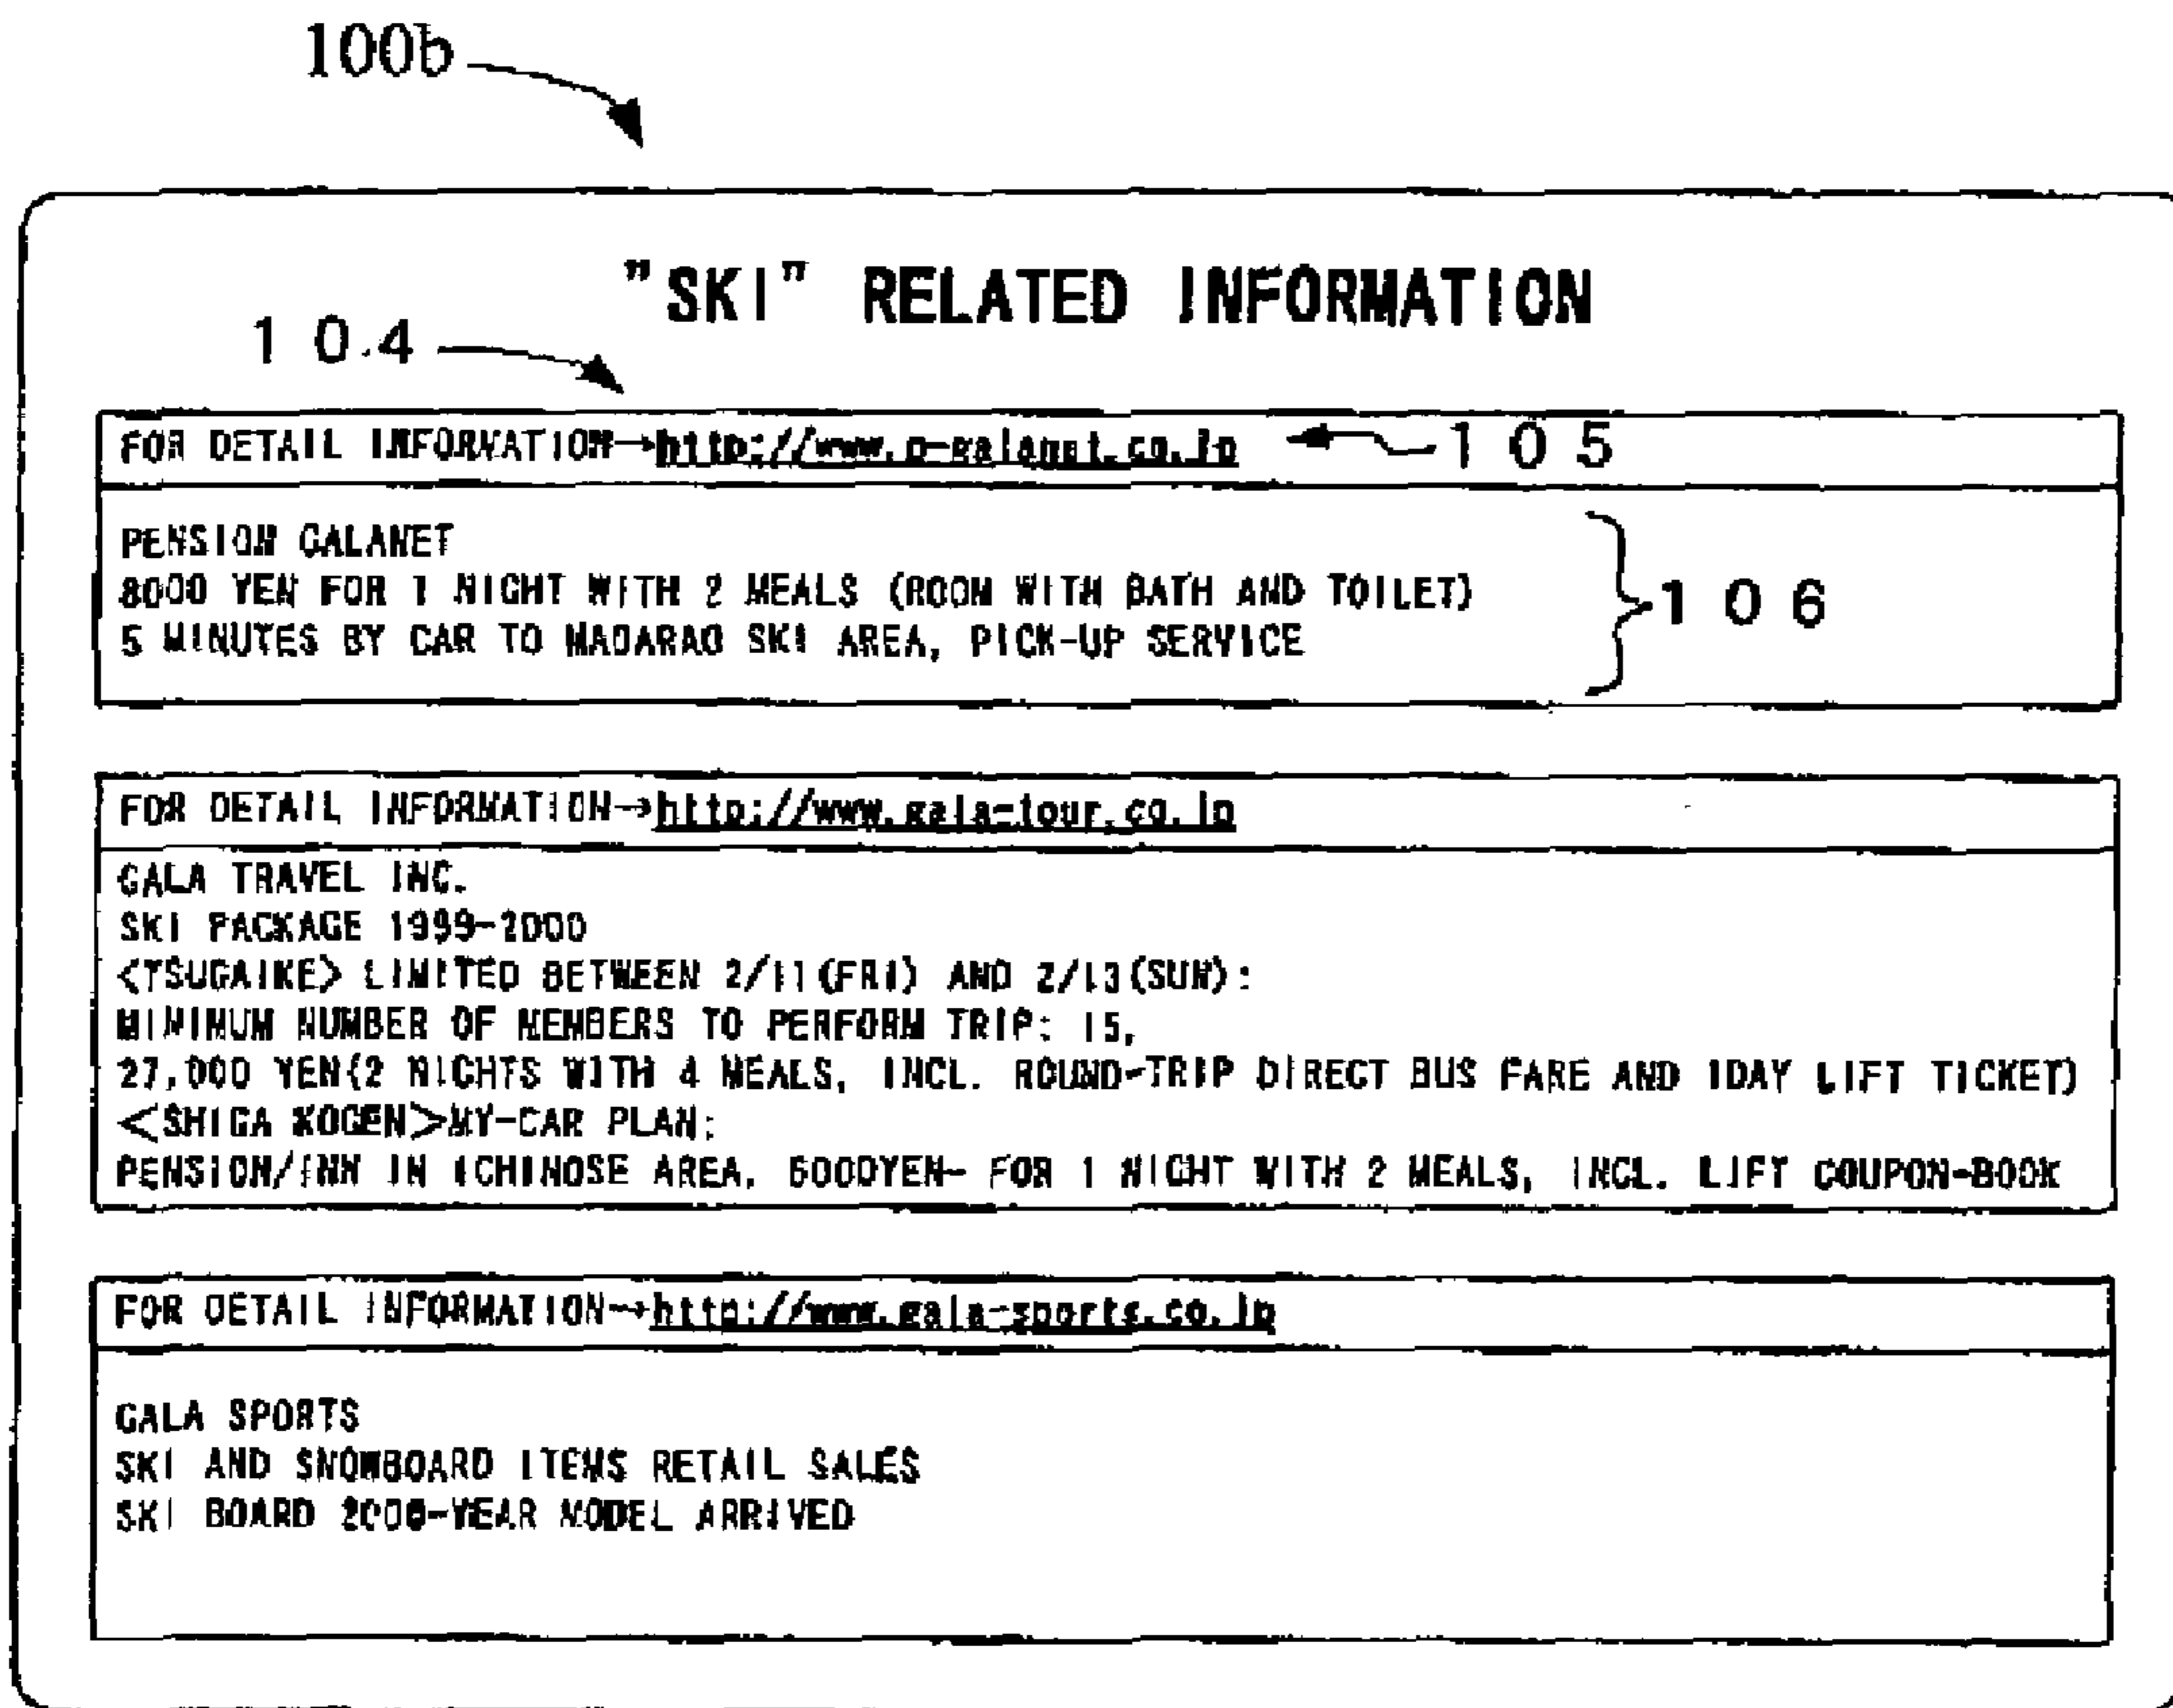 100b
"SKI" RELATED INFORMATION
104
FOR DETAIL INFORMATION→http://www.p-galanet.co.jp
105
PENSION GALANET
8000 YEN FOR 1 NIGHT WITH 2 MEALS (ROOM WITH BATH AND TOILET)
5 MINUTES BY CAR TO MADARAO SKI AREA, PICK-UP SERVICE
106
FOR DETAIL INFORMATION→http://www.gala-tour.co.jp
GALA TRAVEL INC.
SKI PACKAGE 1999-2000
<TSUGAIKE> LIMITED BETWEEN 2/11(FRI) AND 2/13(SUN):
MINIMUM NUMBER OF MEMBERS TO PERFORM TRIP: 15,
27,000 YEN(2 NIGHTS WITH 4 MEALS, INCL. ROUND-TRIP DIRECT BUS FARE AND 1DAY LIFT TICKET)
<SHIGA KOGEN>MY-CAR PLAN:
PENSION/INN IN ICHINOSE AREA, 6000YEN- FOR 1 NIGHT WITH 2 MEALS, INCL. LIFT COUPON-BOOK
FOR DETAIL INFORMATION→http://www.gala-sports.co.jp
GALA SPORTS
SKI AND SNOWBOARD ITEMS RETAIL SALES
SKI BOARD 2000-YEAR MODEL ARRIVED